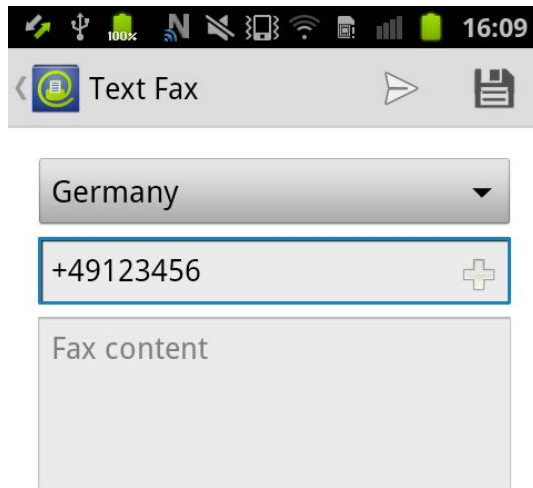 100% 16:09
Text Fax
Germany
+49123456
Fax content